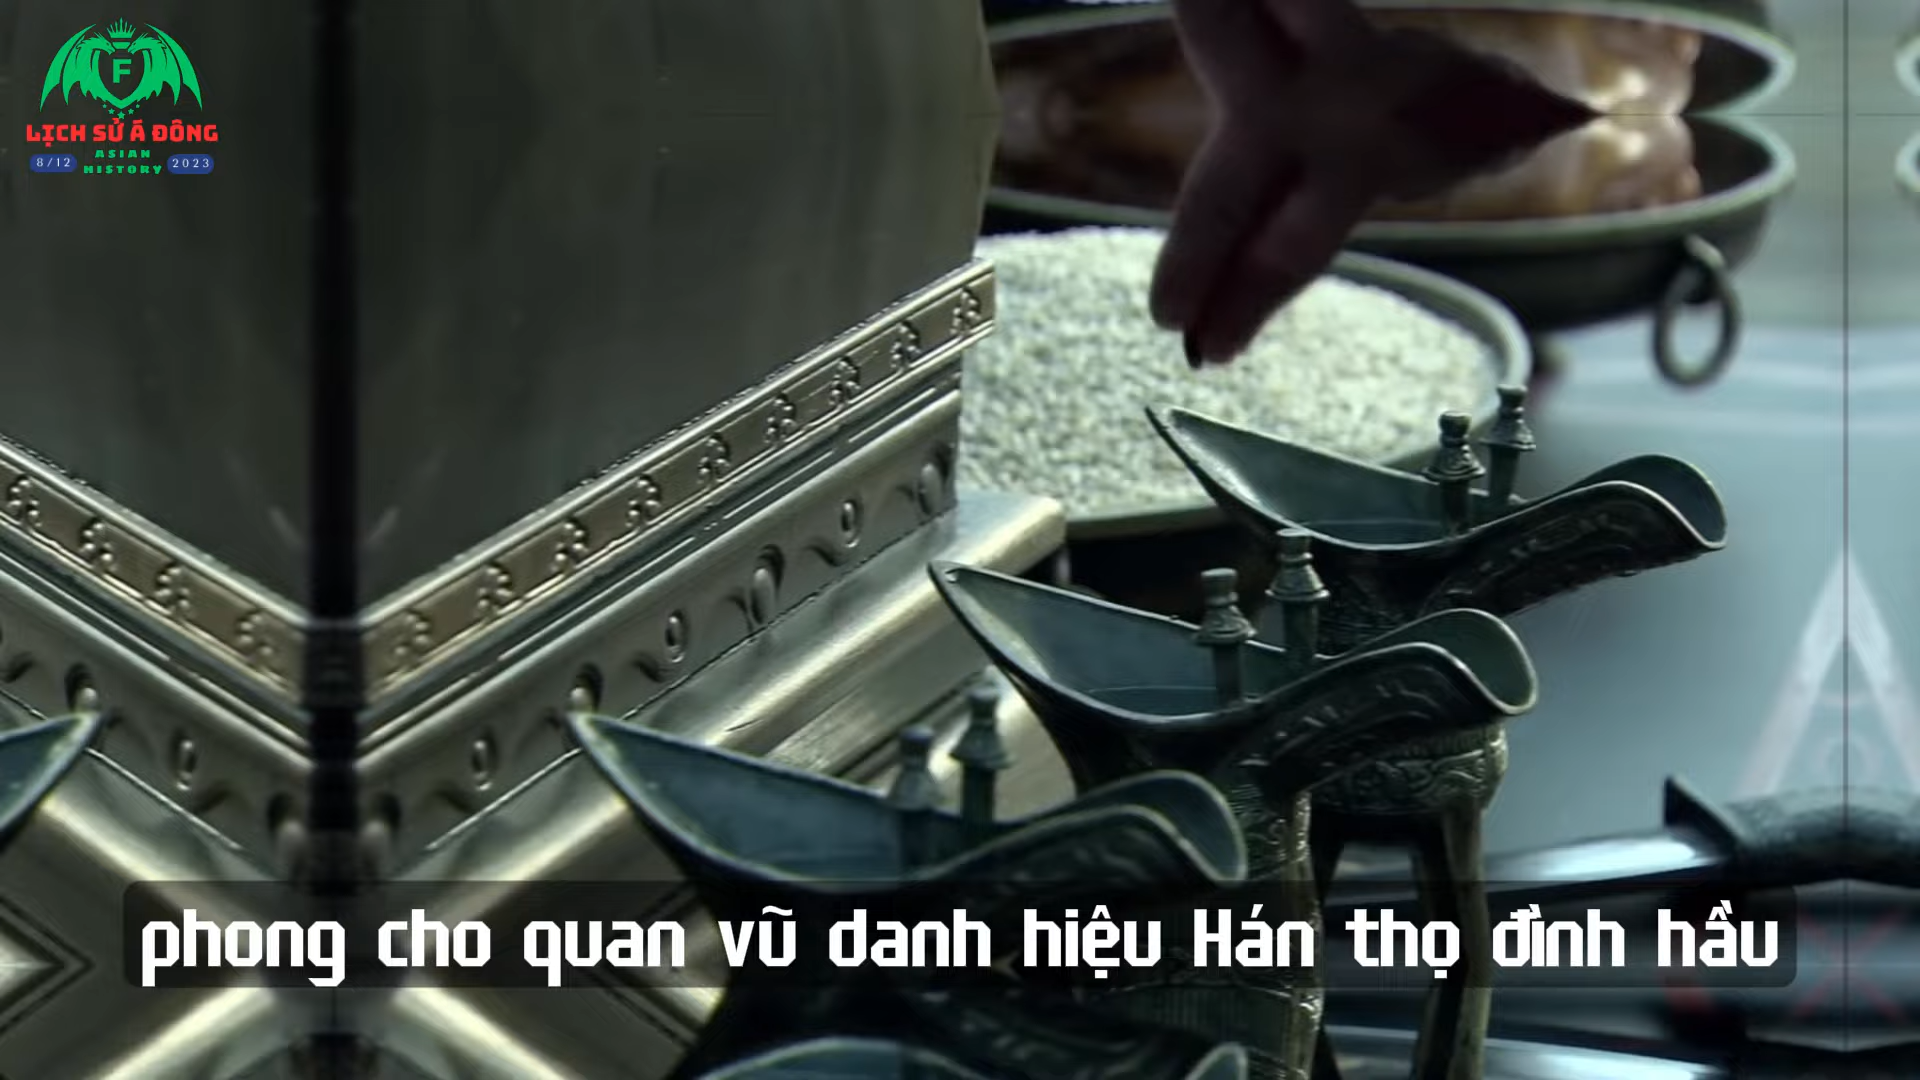 F
LỊCH SỬ Á ĐÔNG
ASIAN
8/12 HISTORY 2023
phong cho quan vũ danh hiệu Hán thọ đình hầu